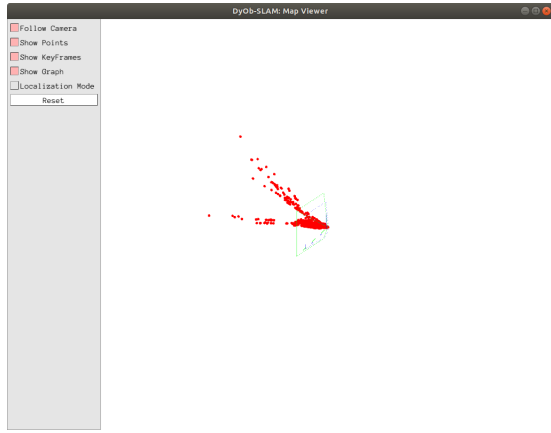 DyOb-SLAM: Map Viewer
Follow Camera
Show Points
Show KeyFrames
Show Graph
Localization Mode
Reset